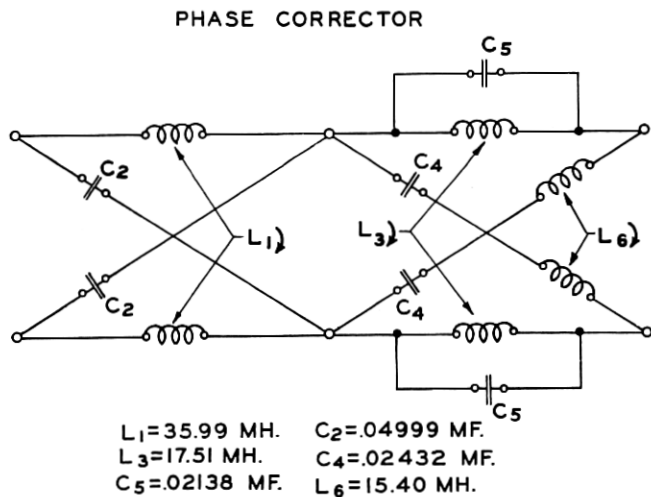 PHASE CORRECTOR
C5
C2
C4
L1
L3
L6
C2
C4
C5
L1=35.99 MH. C2=.04999 MF.
L3=17.51 MH. C4=.02432 MF.
C5=.02138 MF. L6=15.40 MH.